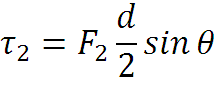 τ₂ = F₂ d/2 sin θ